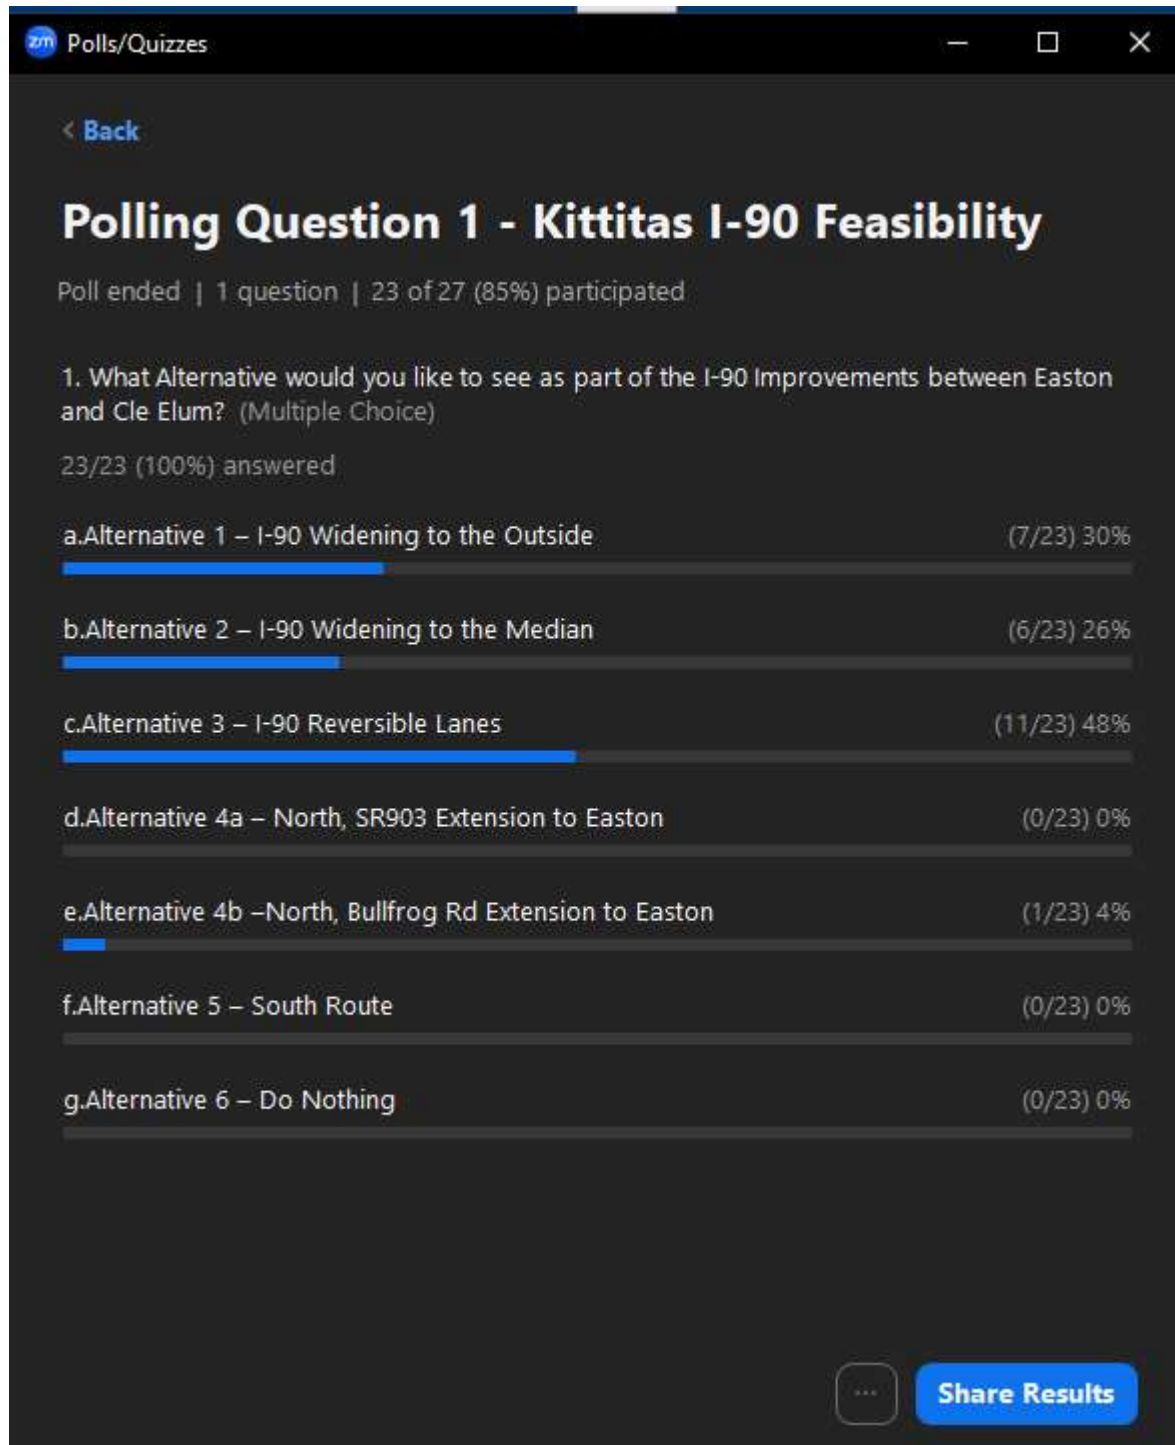 zm Polls/Quizzes
< Back
Polling Question 1 - Kittitas I-90 Feasibility
Poll ended | 1 question | 23 of 27 (85%) participated
1. What Alternative would you like to see as part of the I-90 Improvements between Easton
and Cle Elum? (Multiple Choice)
23/23 (100%) answered
a.Alternative 1 – I-90 Widening to the Outside (7/23) 30%
b.Alternative 2 – I-90 Widening to the Median (6/23) 26%
c.Alternative 3 – I-90 Reversible Lanes (11/23) 48%
d.Alternative 4a – North, SR903 Extension to Easton (0/23) 0%
e.Alternative 4b –North, Bullfrog Rd Extension to Easton (1/23) 4%
f.Alternative 5 – South Route (0/23) 0%
g.Alternative 6 – Do Nothing (0/23) 0%
... Share Results